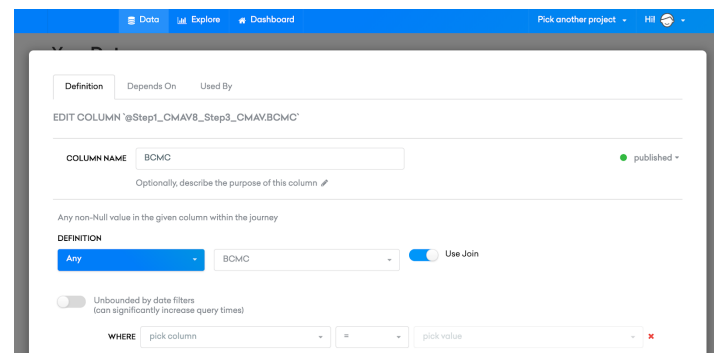 Data Explore Dashboard Pick another project Hi!
Definition Depends On Used By
EDIT COLUMN `@Step1_CMAV8_Step3_CMAV.BCMC`
COLUMN NAME BCMC published
Optionally, describe the purpose of this column
Any non-Null value in the given column within the journey
DEFINITION
Any BCMC Use Join
Unbounded by date filters
(can significantly increase query times)
WHERE pick column = pick value